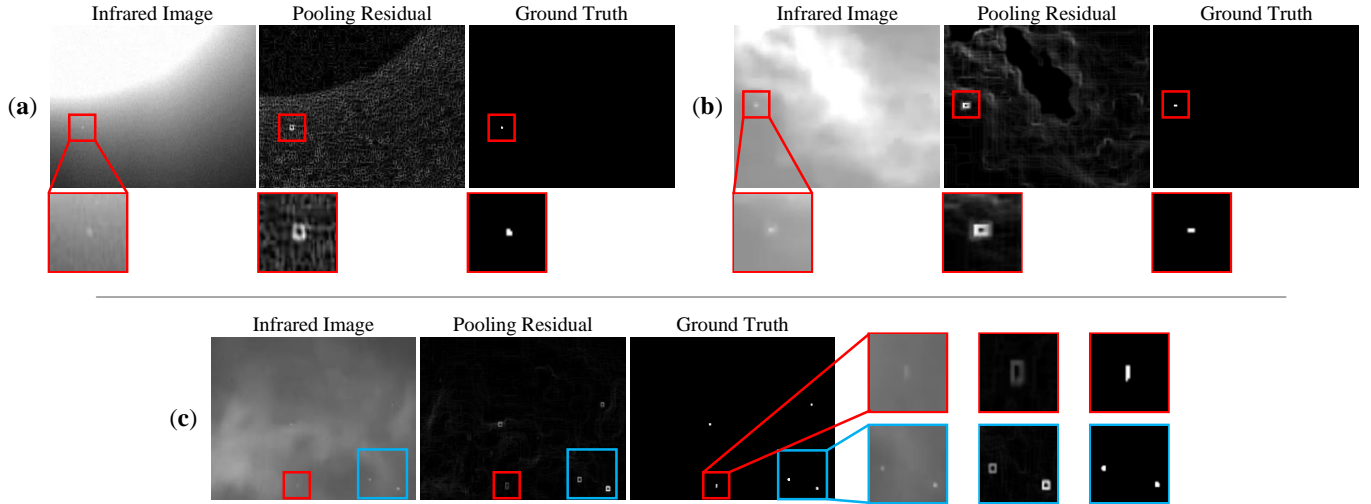 Infrared Image Pooling Residual Ground Truth
(a)
Infrared Image Pooling Residual Ground Truth
(b)
Infrared Image Pooling Residual Ground Truth
(c)